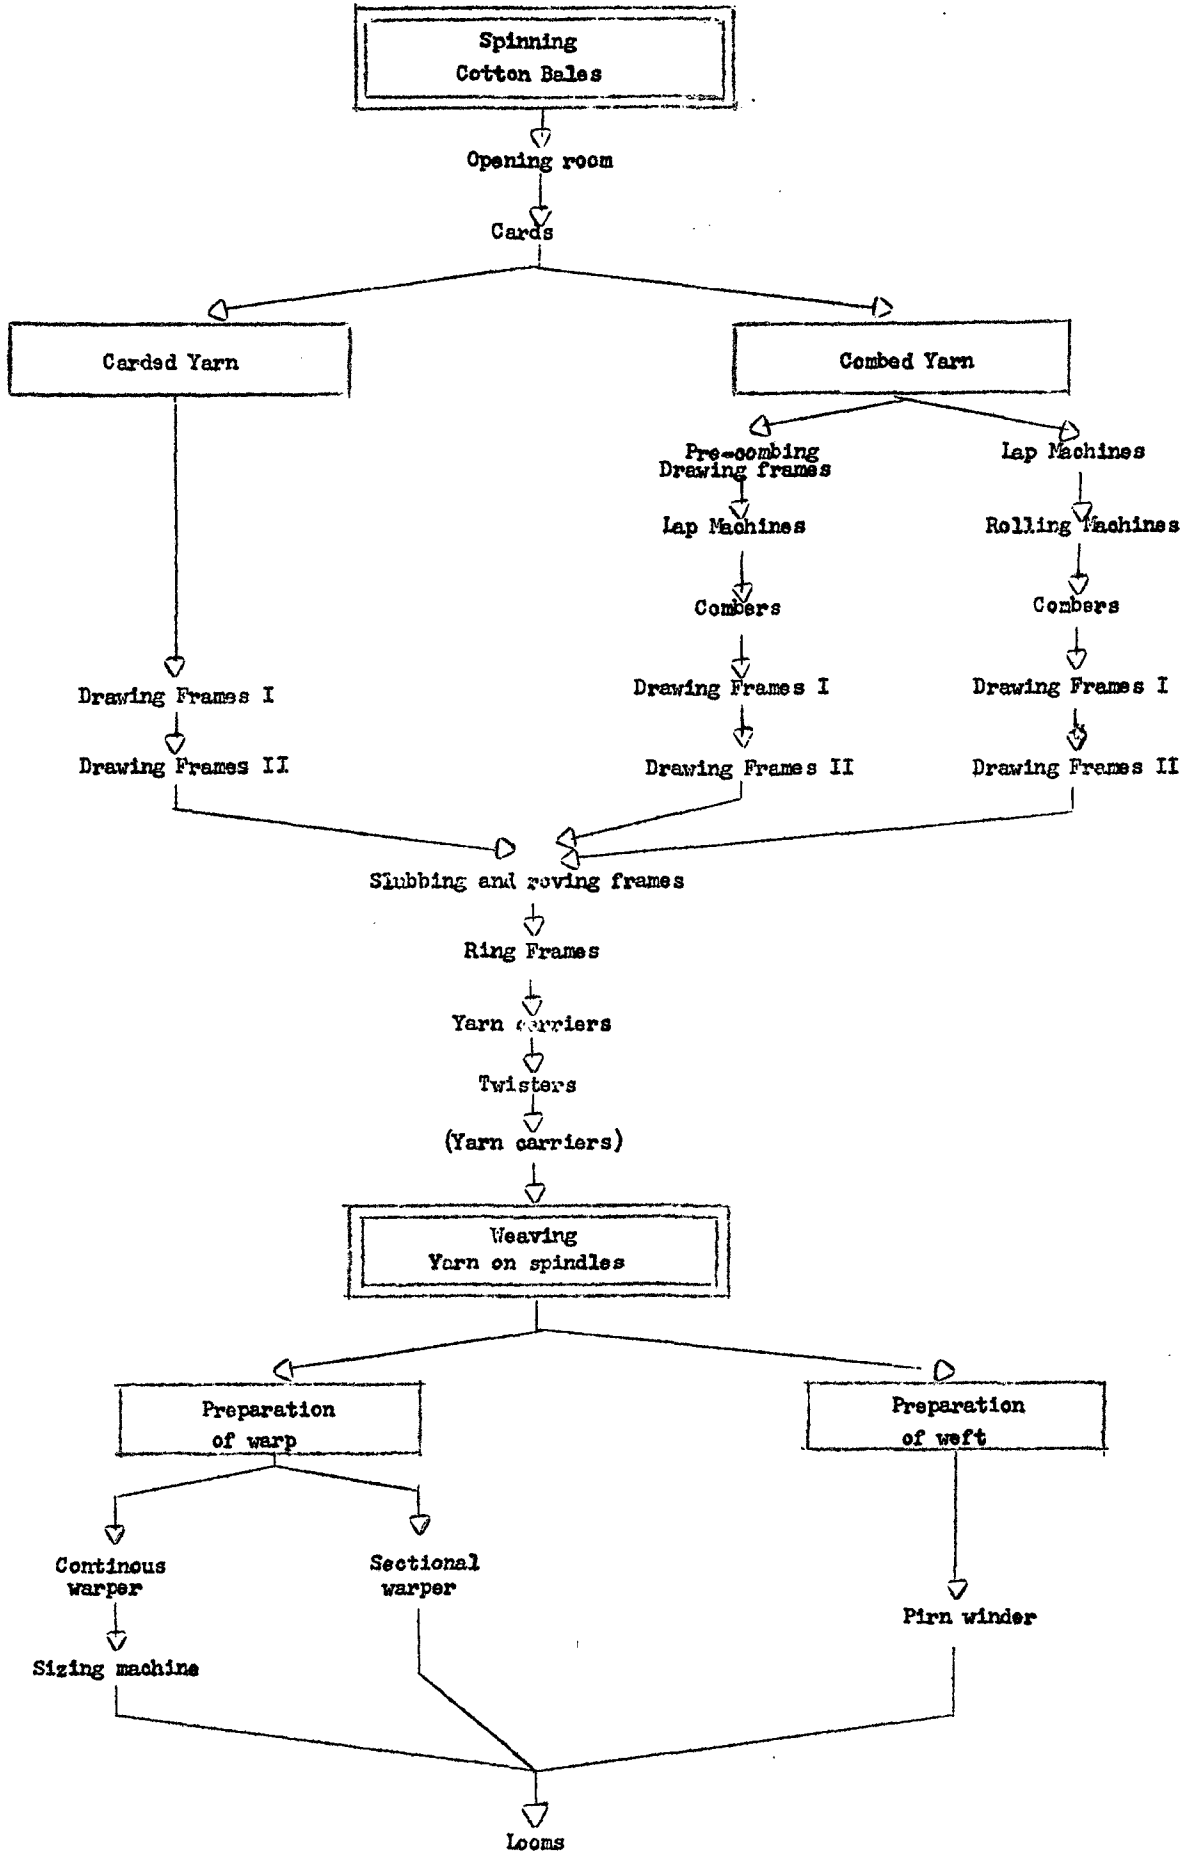 Spinning
Cotton Bales
Opening room
Cards
Carded Yarn
Combed Yarn
Pre-combing
Drawing frames
Lap Machines
Lap Machines
Rolling Machines
Combers
Combers
Drawing Frames I
Drawing Frames I
Drawing Frames I
Drawing Frames II
Drawing Frames II
Drawing Frames II
Slubbing and roving frames
Ring Frames
Yarn carriers
Twisters
(Yarn carriers)
Weaving
Yarn on spindles
Preparation
of warp
Preparation
of weft
Continous
warper
Sectional
warper
Pirn winder
Sizing machine
Looms